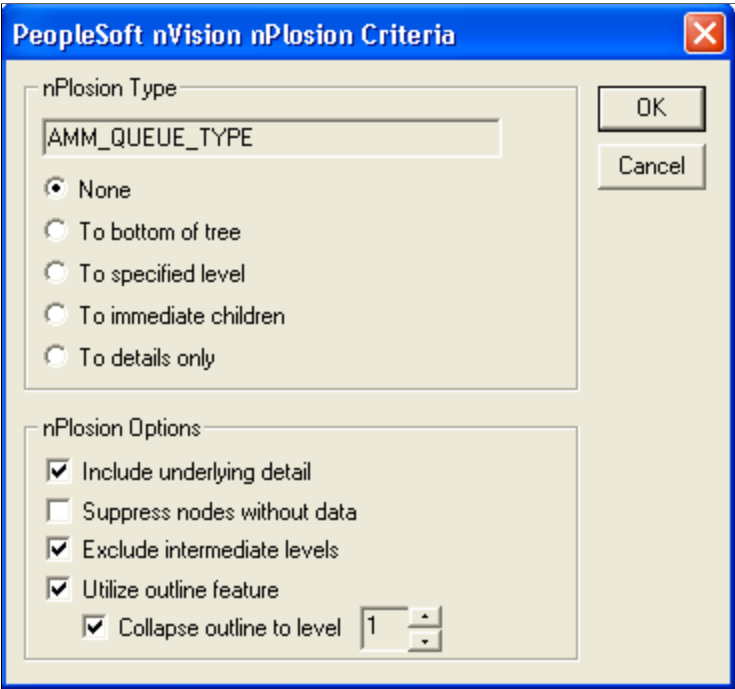 PeopleSoft nVision nPlosion Criteria
nPlosion Type
AMM_QUEUE_TYPE
None
To bottom of tree
To specified level
To immediate children
To details only
OK
Cancel
nPlosion Options
Include underlying detail
Suppress nodes without data
Exclude intermediate levels
Utilize outline feature
Collapse outline to level 1